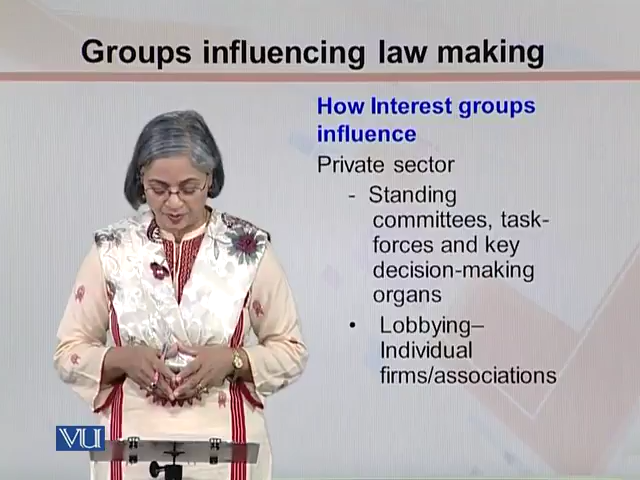 Groups influencing law making
How Interest groups
influence
Private sector
- Standing
committees, task-
forces and key
decision-making
organs
• Lobbying–
Individual
firms/associations
VU